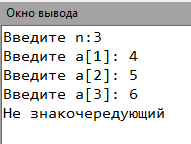 Окно вывода
Введите n:3
Введите a[1]: 4
Введите a[2]: 5
Введите a[3]: 6
Не знакочередующий